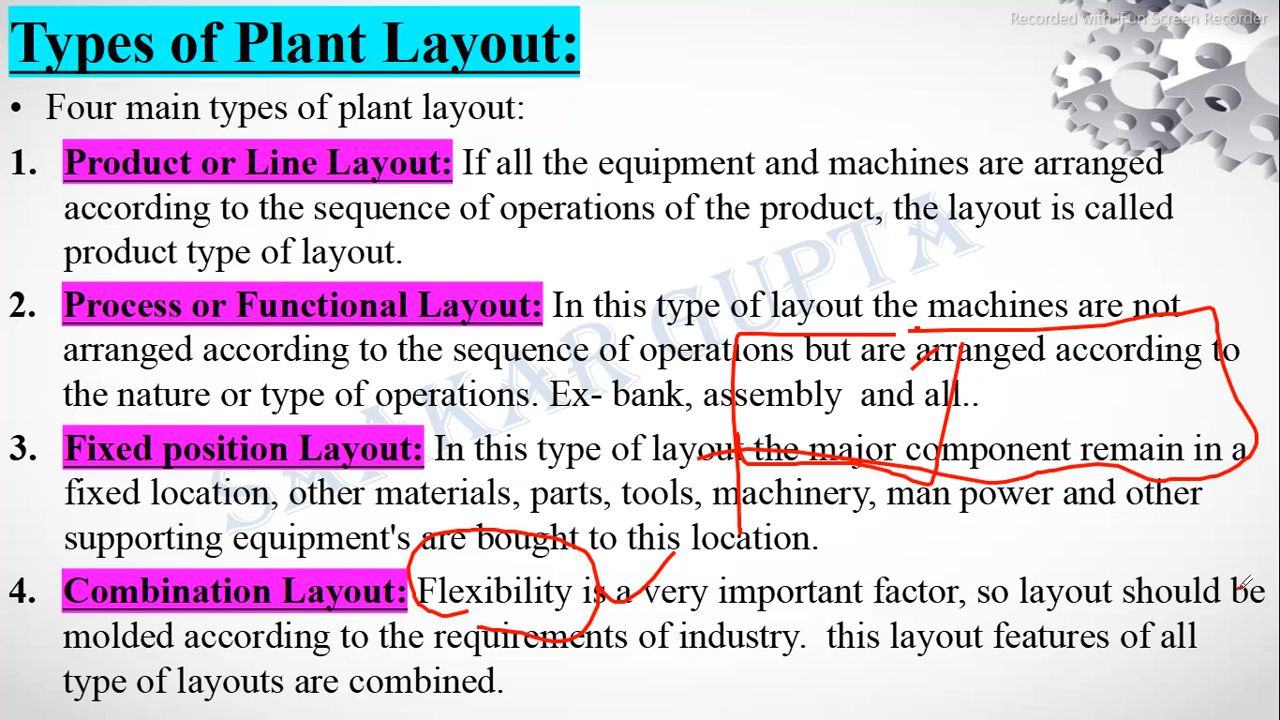 Recorded with iFun Screen Recorder
Types of Plant Layout:
• Four main types of plant layout:
1. Product or Line Layout: If all the equipment and machines are arranged
according to the sequence of operations of the product, the layout is called
product type of layout.
2. Process or Functional Layout: In this type of layout the machines are not
arranged according to the sequence of operations but are arranged according to
the nature or type of operations. Ex- bank, assembly and all..
3. Fixed position Layout: In this type of layout the major component remain in a
fixed location, other materials, parts, tools, machinery, man power and other
supporting equipment's are bought to this location.
4. Combination Layout: Flexibility is a very important factor, so layout should be
molded according to the requirements of industry. this layout features of all
type of layouts are combined.
SAAKAR GUPTA